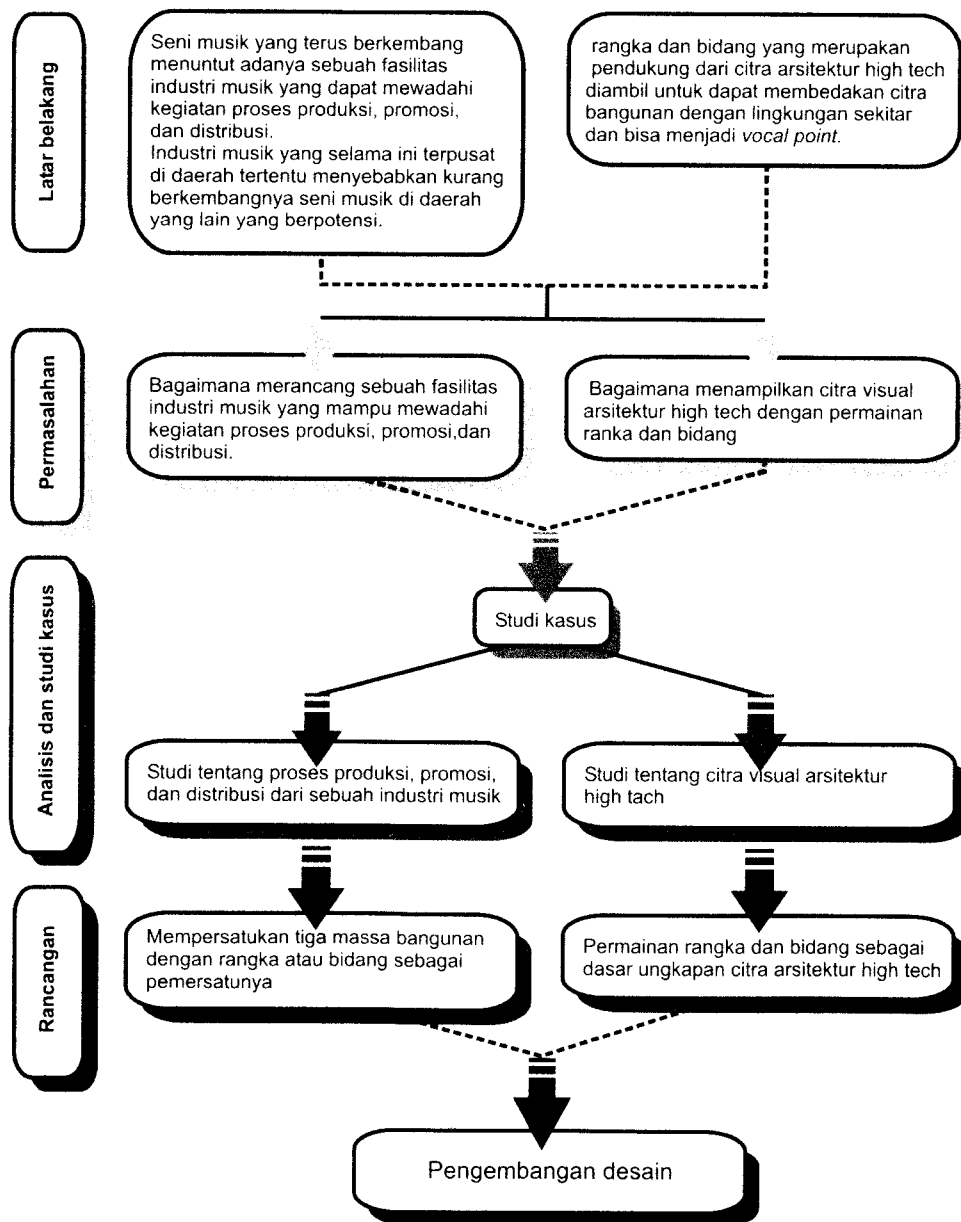 Latar belakang
Seni musik yang terus berkembang
menuntut adanya sebuah fasilitas
industri musik yang dapat mewadahi
kegiatan proses produksi, promosi,
dan distribusi.
Industri musik yang selama ini terpusat
di daerah tertentu menyebabkan kurang
berkembangnya seni musik di daerah
yang lain yang berpotensi.
rangka dan bidang yang merupakan
pendukung dari citra arsitektur high tech
diambil untuk dapat membedakan citra
bangunan dengan lingkungan sekitar
dan bisa menjadi vocal point.
Permasalahan
Bagaimana merancang sebuah fasilitas
industri musik yang mampu mewadahi
kegiatan proses produksi, promosi,dan
distribusi.
Bagaimana menampilkan citra visual
arsitektur high tech dengan permainan
ranka dan bidang
Analisis dan studi kasus
Studi kasus
Studi tentang proses produksi, promosi,
dan distribusi dari sebuah industri musik
Studi tentang citra visual arsitektur
high tach
Rancangan
Mempersatukan tiga massa bangunan
dengan rangka atau bidang sebagai
pemersatunya
Permainan rangka dan bidang sebagai
dasar ungkapan citra arsitektur high tech
Pengembangan desain